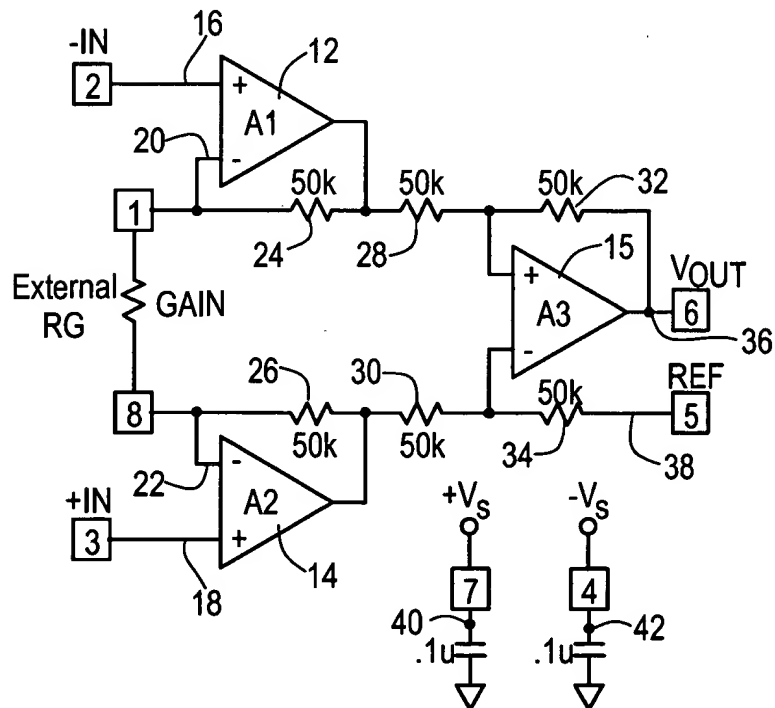 -IN 16 12
2 + A1
20 -
50k 50k 50k 32
1
24 28 15
External RG GAIN
+ A3 -
VOUT
6
36
26 30 REF
8 50k 50k 50k 5
34 38
22 - A2
+IN
3 +
18 14
+Vs -Vs
7 4
40 42
.1u .1u